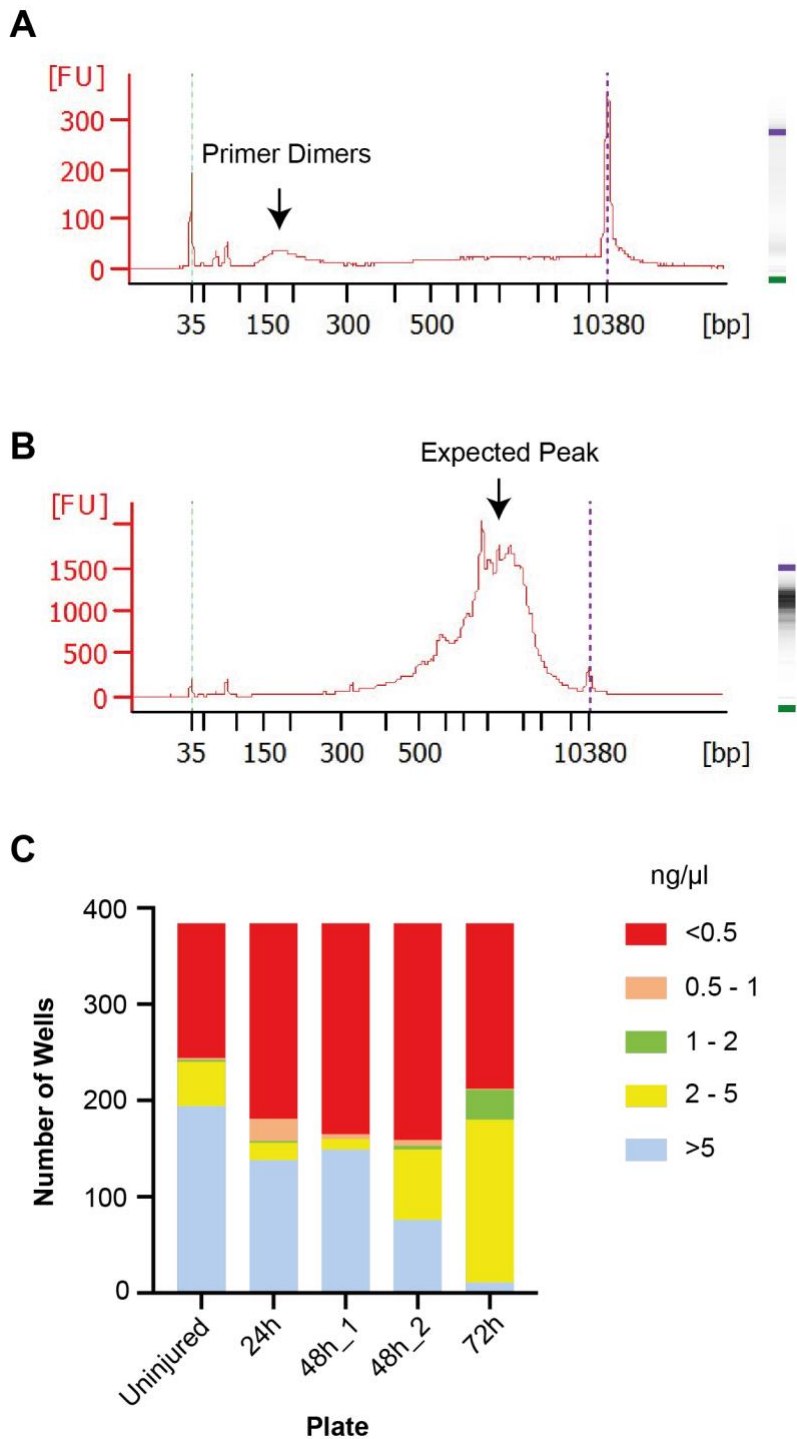 A
[FU]
300
200
100
0
Primer Dimers
35 150 300 500 10380 [bp]
B
Expected Peak
[FU]
1500
1000
500
0
35 150 300 500 10380 [bp]
C
ng/µl
400
300
200
100
0
Number of Wells
<0.5
0.5 - 1
1 - 2
2 - 5
>5
Uninjured
24h
48h_1
48h_2
72h
Plate